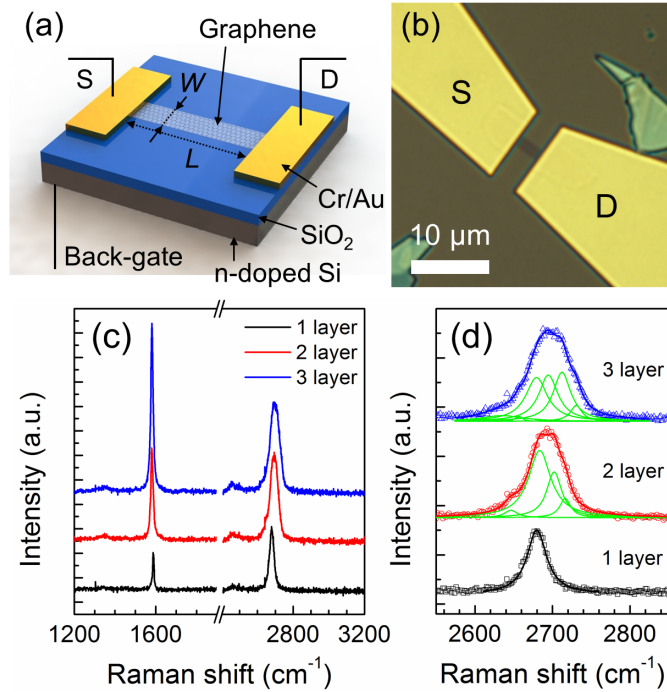 (a)
Graphene
S
W
D
L
Cr/Au
SiO₂
Back-gate
n-doped Si
(b)
S
D
10 µm
(c)
1 layer
2 layer
3 layer
Intensity (a.u.)
1200 1600 2800 3200
Raman shift (cm⁻¹)
(d)
3 layer
2 layer
1 layer
Intensity (a.u.)
2600 2700 2800
Raman shift (cm⁻¹)